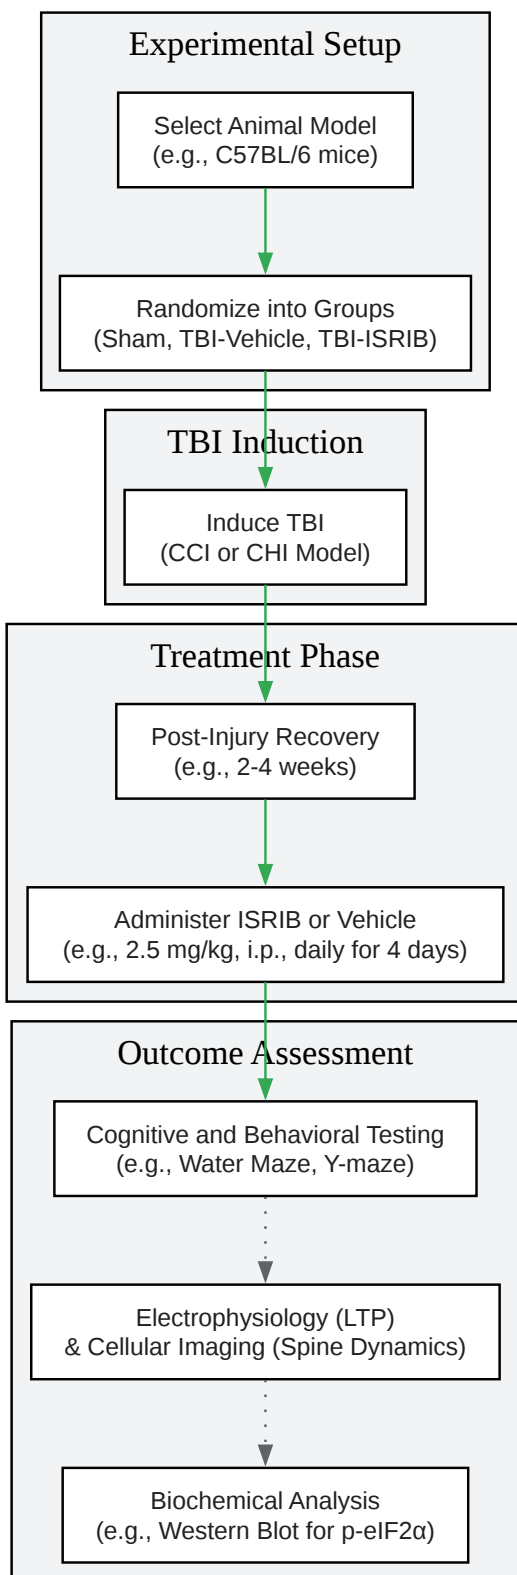 Experimental Setup
Select Animal Model
(e.g., C57BL/6 mice)
Randomize into Groups
(Sham, TBI-Vehicle, TBI-ISRIB)
TBI Induction
Induce TBI
(CCI or CHI Model)
Treatment Phase
Post-Injury Recovery
(e.g., 2-4 weeks)
Administer ISRIB or Vehicle
(e.g., 2.5 mg/kg, i.p., daily for 4 days)
Outcome Assessment
Cognitive and Behavioral Testing
(e.g., Water Maze, Y-maze)
Electrophysiology (LTP)
& Cellular Imaging (Spine Dynamics)
Biochemical Analysis
(e.g., Western Blot for p-eIF2α)